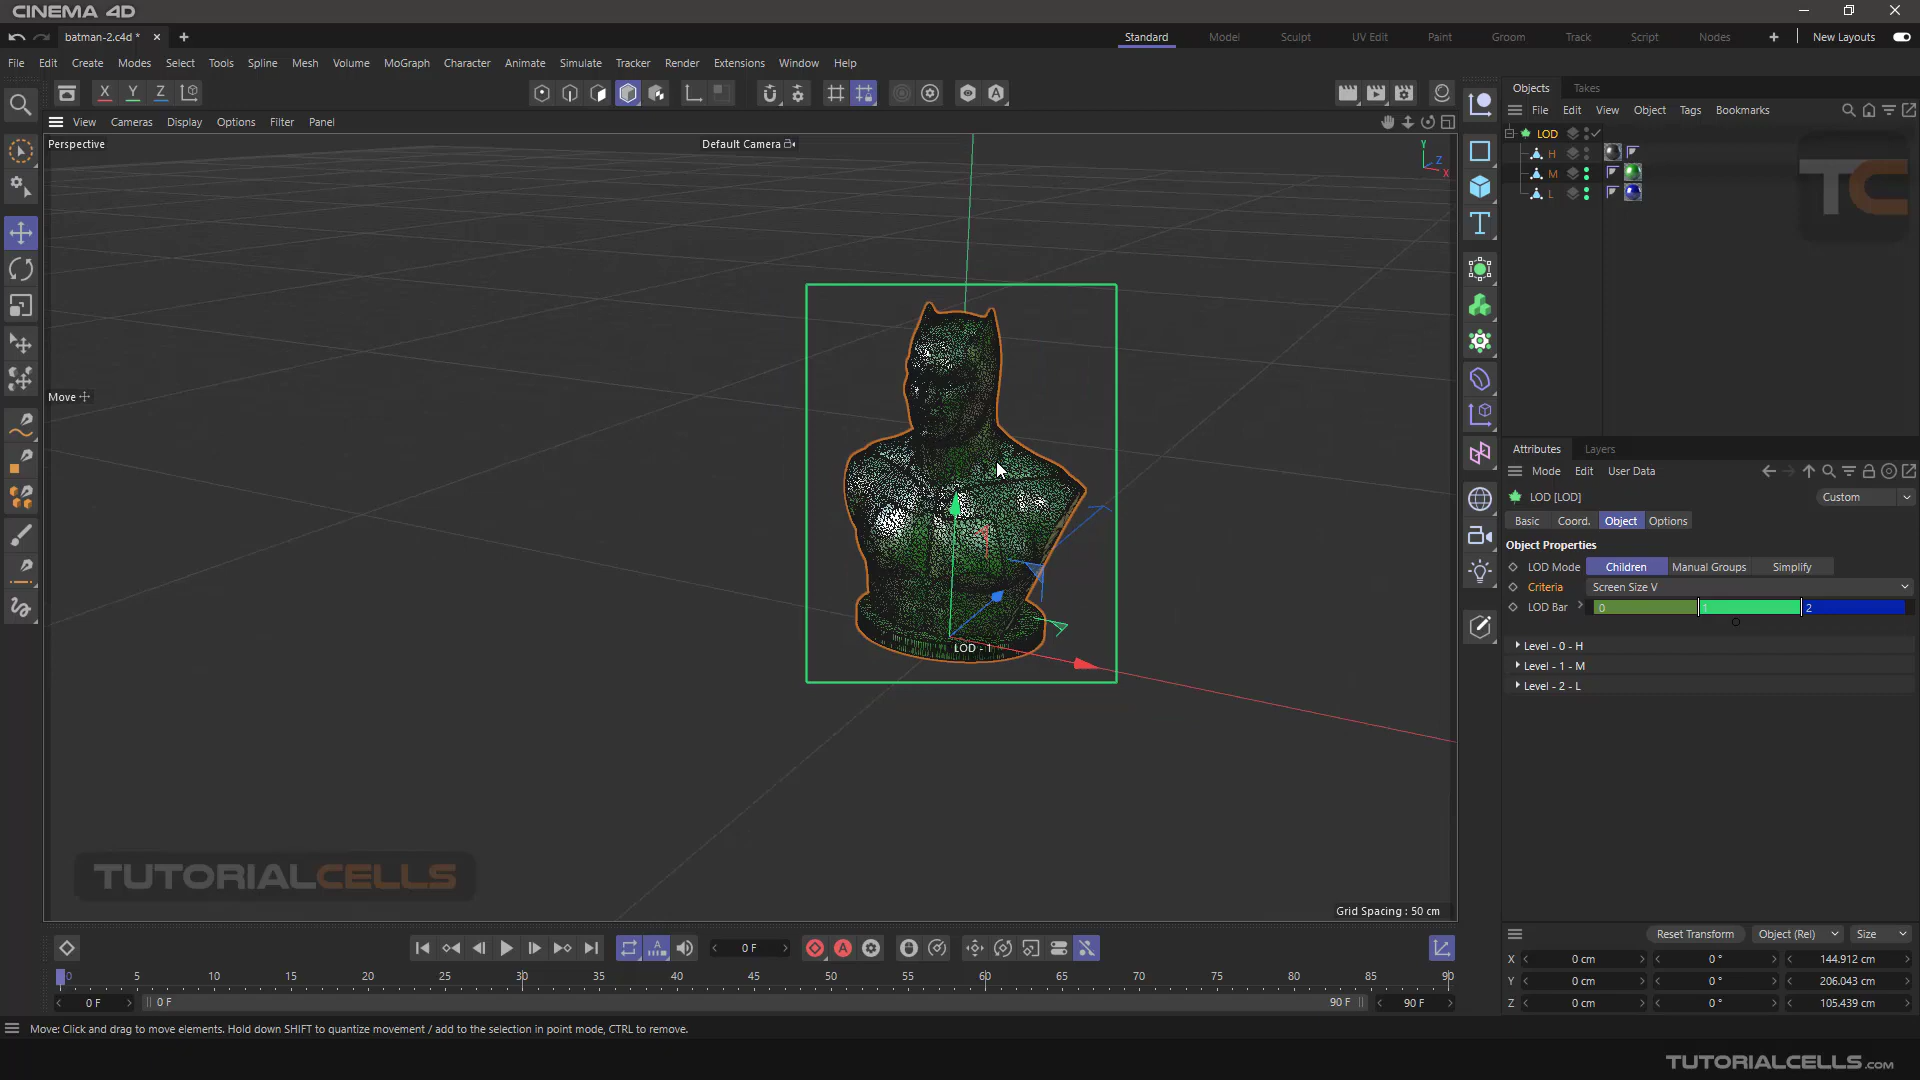 CINEMA 4D
batman-2.c4d *
Standard Model Sculpt UV Edit Paint Groom Track Script Nodes New Layouts
File Edit Create Modes Select Tools Spline Mesh Volume MoGraph Character Animate Simulate Tracker Render Extensions Window Help
X Y Z
Objects Takes
File Edit View Object Tags Bookmarks
View Cameras Display Options Filter Panel
Perspective
Default Camera
Y
Z
X
LOD
H
M
L
TC
Move
LOD - 1
Attributes Layers
Mode Edit User Data
LOD [LOD]
Custom
Basic Coord. Object Options
Object Properties
LOD Mode Children Manual Groups Simplify
Criteria Screen Size V
LOD Bar 0 1 2
Level - 0 - H
Level - 1 - M
Level - 2 - L
TUTORIALCELLS
Grid Spacing : 50 cm
0 F
0 5 10 15 20 25 30 35 40 45 50 55 60 65 70 75 80 85 90
0 F 0 F 90 F 90 F
Reset Transform Object (Rel) Size
X 0 cm 0 ° 144.912 cm
Y 0 cm 0 ° 206.043 cm
Z 0 cm 0 ° 105.439 cm
Move: Click and drag to move elements. Hold down SHIFT to quantize movement / add to the selection in point mode, CTRL to remove.
TUTORIALCELLS.COM